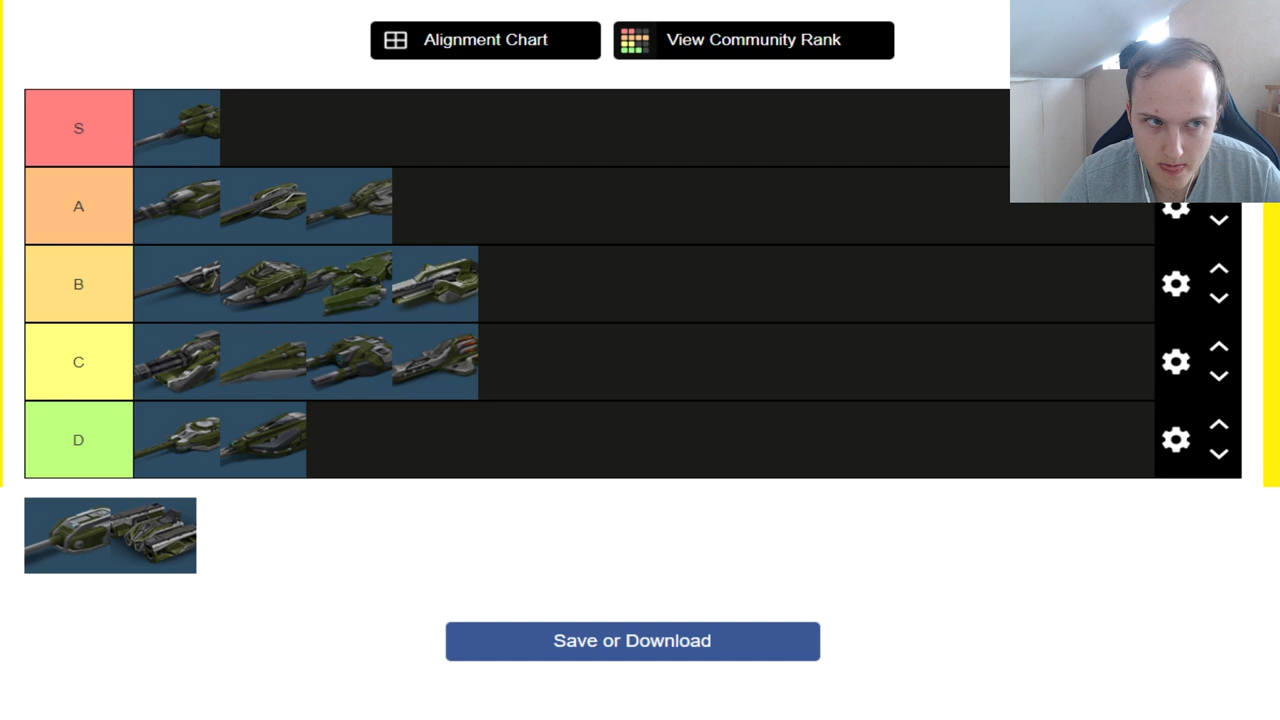 Alignment Chart
View Community Rank
S
A
B
C
D
Save or Download